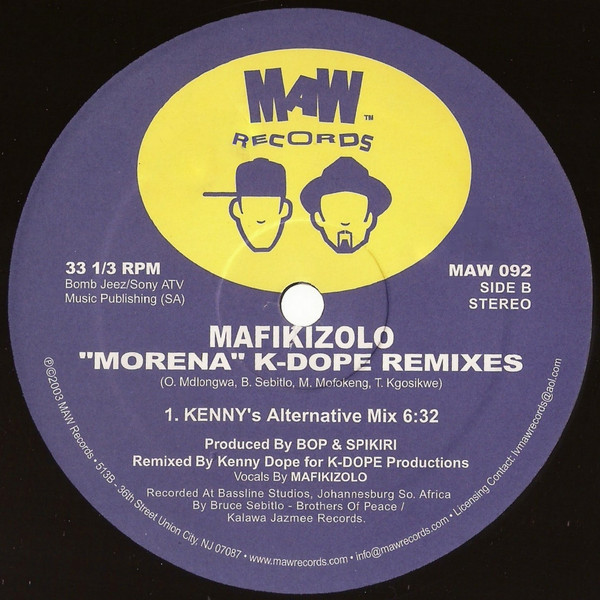 MAW ™
RECORDS
33 1/3 RPM
Bomb Jeez/Sony ATV
Music Publishing (SA)
MAW 092
SIDE B
STEREO
MAFIKIZOLO
"MORENA" K-DOPE REMIXES
(O. Mdlongwa, B. Sebitlo, M. Mofokeng, T. Kgosikwe)
1. KENNY's Alternative Mix 6:32
Produced By BOP & SPIKIRI
Remixed By Kenny Dope for K-DOPE Productions
Vocals By MAFIKIZOLO
Recorded At Bassline Studios, Johannesburg So. Africa
By Bruce Sebitlo - Brothers Of Peace /
Kalawa Jazmee Records.
℗©2003 MAW Records • 513B - 36th Street Union City, NJ 07087 • www.mawrecords.com • info@mawrecords.com • Licensing Contact: lvmawrecords@aol.com